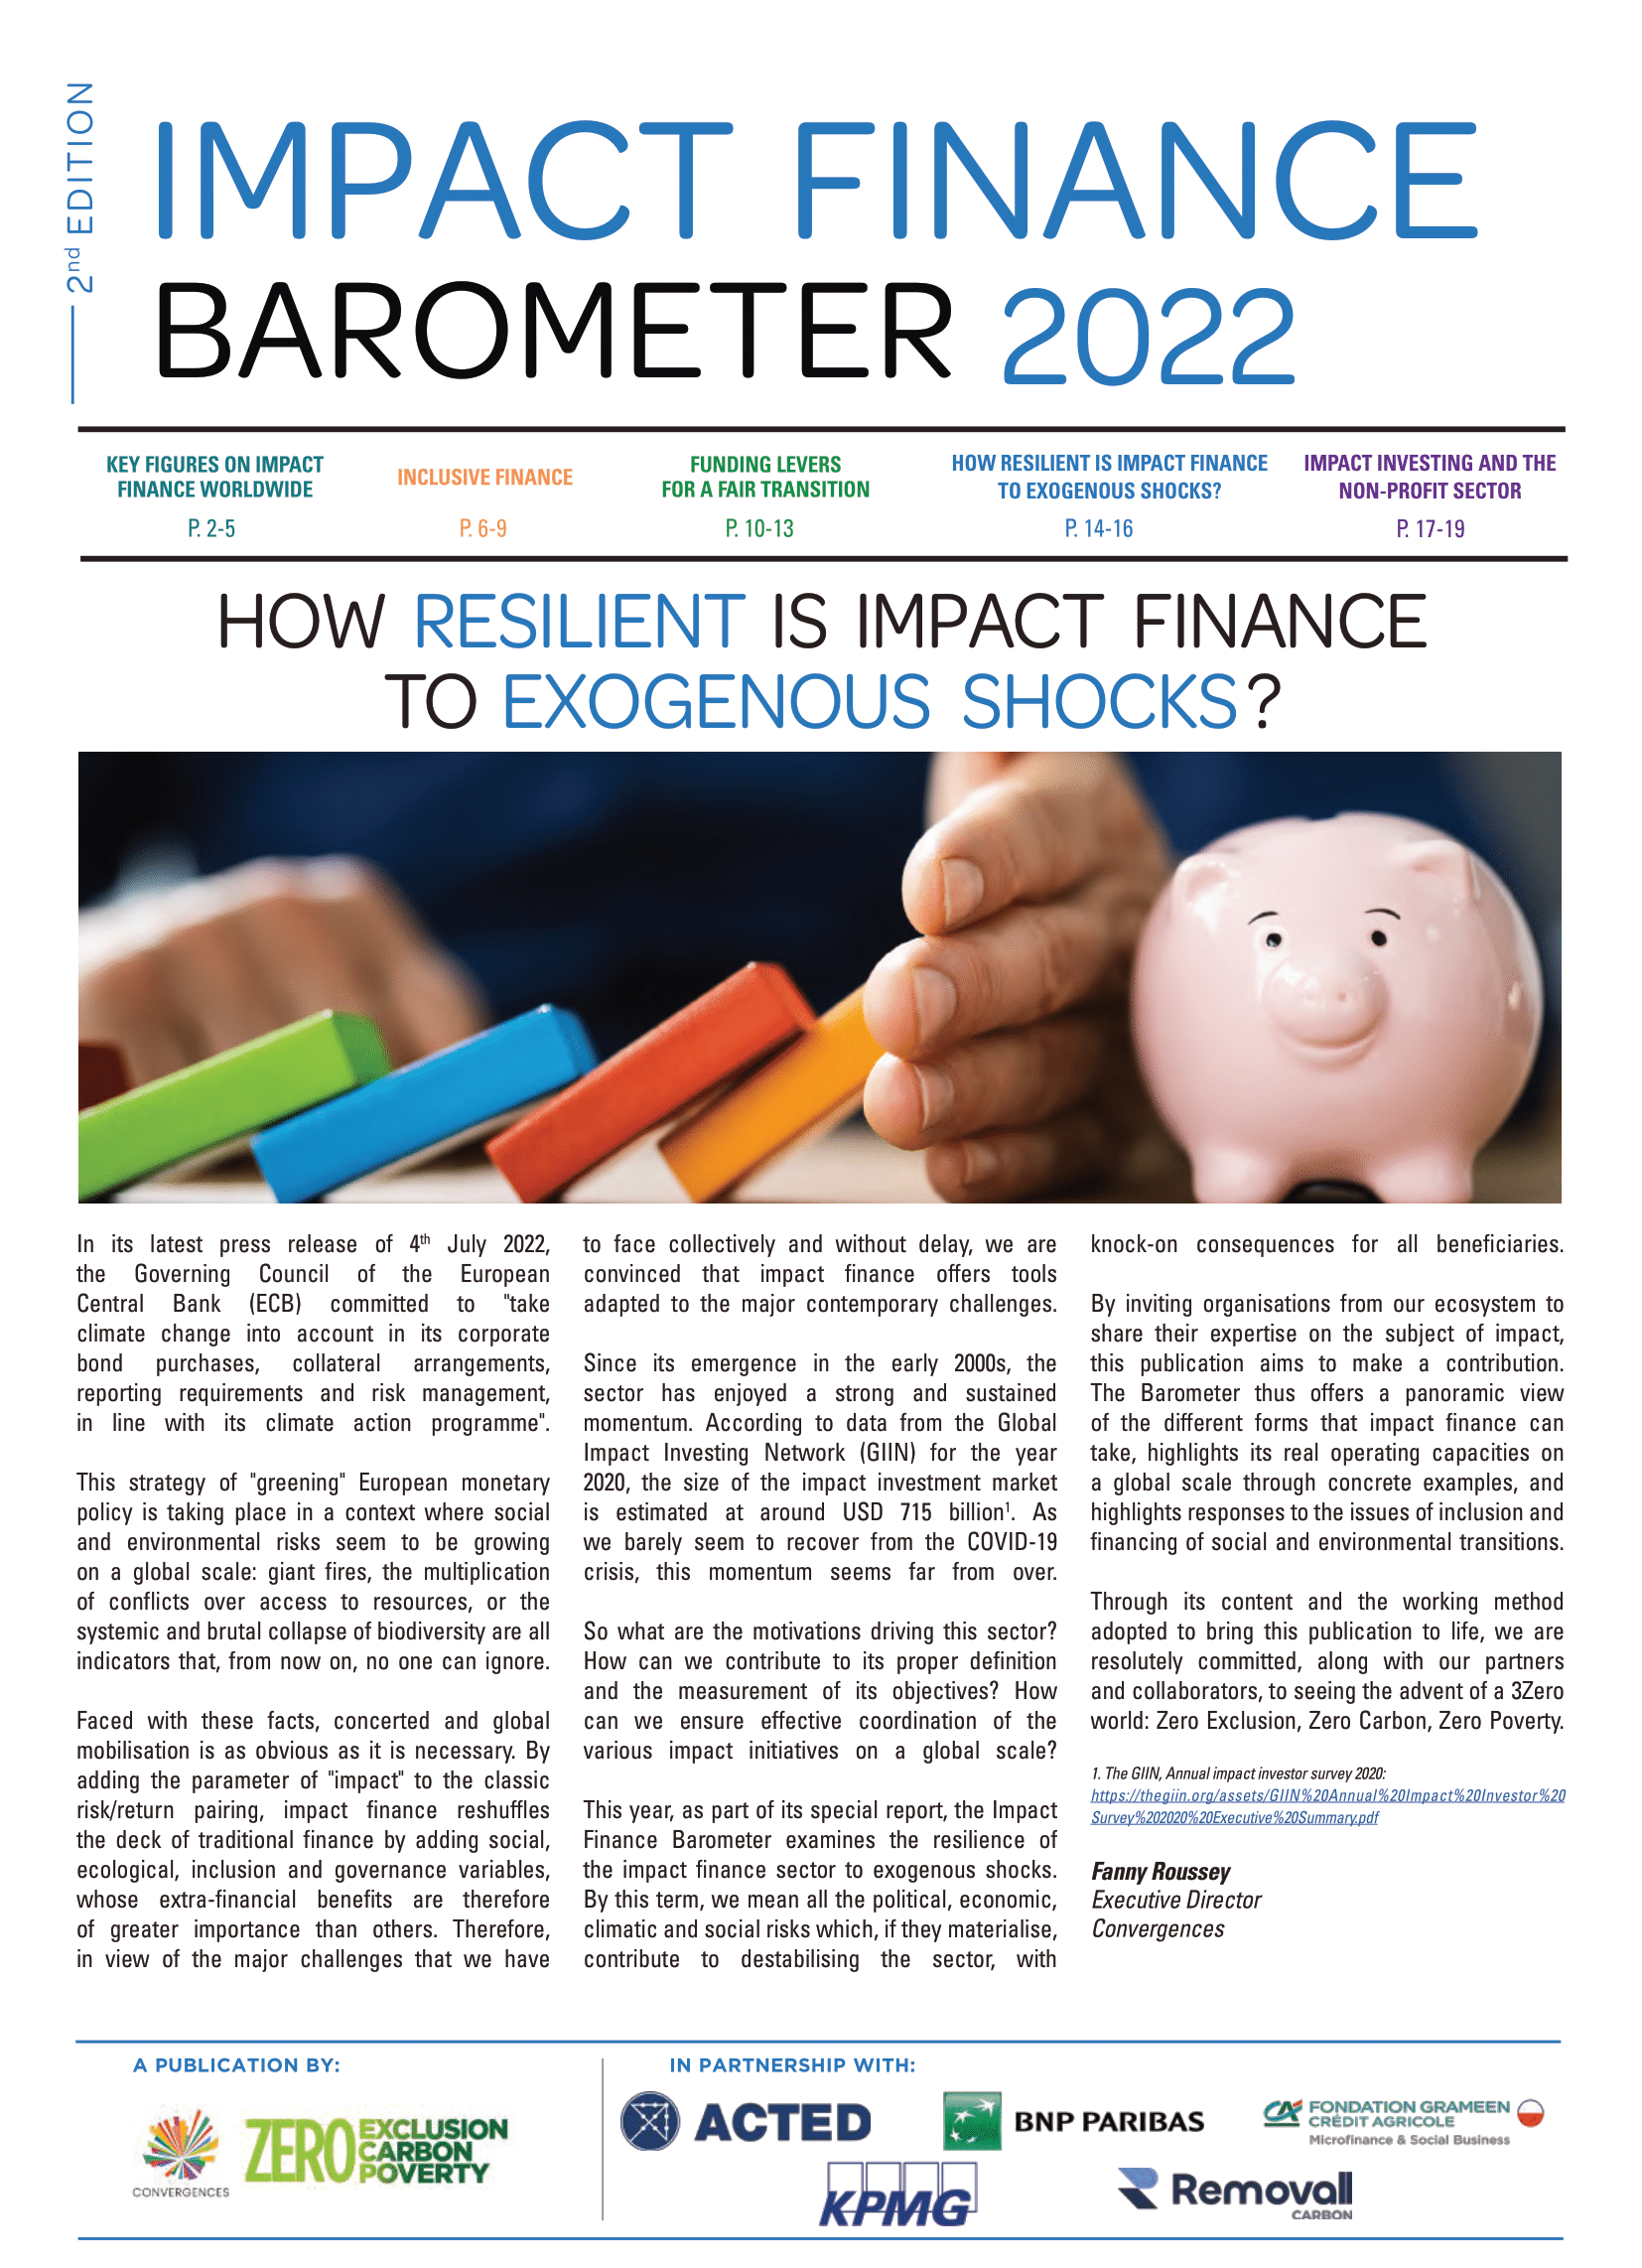 2nd EDITION
IMPACT FINANCE
BAROMETER 2022
KEY FIGURES ON IMPACT
FINANCE WORLDWIDE
P. 2-5
INCLUSIVE FINANCE
P. 6-9
FUNDING LEVERS
FOR A FAIR TRANSITION
P. 10-13
HOW RESILIENT IS IMPACT FINANCE
TO EXOGENOUS SHOCKS?
P. 14-16
IMPACT INVESTING AND THE
NON-PROFIT SECTOR
P. 17-19
HOW RESILIENT IS IMPACT FINANCE
TO EXOGENOUS SHOCKS?
In its latest press release of 4th July 2022,
the Governing Council of the European
Central Bank (ECB) committed to "take
climate change into account in its corporate
bond purchases, collateral arrangements,
reporting requirements and risk management,
in line with its climate action programme".
This strategy of "greening" European monetary
policy is taking place in a context where social
and environmental risks seem to be growing
on a global scale: giant fires, the multiplication
of conflicts over access to resources, or the
systemic and brutal collapse of biodiversity are all
indicators that, from now on, no one can ignore.
Faced with these facts, concerted and global
mobilisation is as obvious as it is necessary. By
adding the parameter of "impact" to the classic
risk/return pairing, impact finance reshuffles
the deck of traditional finance by adding social,
ecological, inclusion and governance variables,
whose extra-financial benefits are therefore
of greater importance than others. Therefore,
in view of the major challenges that we have
to face collectively and without delay, we are
convinced that impact finance offers tools
adapted to the major contemporary challenges.
Since its emergence in the early 2000s, the
sector has enjoyed a strong and sustained
momentum. According to data from the Global
Impact Investing Network (GIIN) for the year
2020, the size of the impact investment market
is estimated at around USD 715 billion1. As
we barely seem to recover from the COVID-19
crisis, this momentum seems far from over.
So what are the motivations driving this sector?
How can we contribute to its proper definition
and the measurement of its objectives? How
can we ensure effective coordination of the
various impact initiatives on a global scale?
This year, as part of its special report, the Impact
Finance Barometer examines the resilience of
the impact finance sector to exogenous shocks.
By this term, we mean all the political, economic,
climatic and social risks which, if they materialise,
contribute to destabilising the sector, with
knock-on consequences for all beneficiaries.
By inviting organisations from our ecosystem to
share their expertise on the subject of impact,
this publication aims to make a contribution.
The Barometer thus offers a panoramic view
of the different forms that impact finance can
take, highlights its real operating capacities on
a global scale through concrete examples, and
highlights responses to the issues of inclusion and
financing of social and environmental transitions.
Through its content and the working method
adopted to bring this publication to life, we are
resolutely committed, along with our partners
and collaborators, to seeing the advent of a 3Zero
world: Zero Exclusion, Zero Carbon, Zero Poverty.
1. The GIIN, Annual impact investor survey 2020:
https://thegiin.org/assets/GIIN%20Annual%20Impact%20Investor%20
Survey%202020%20Executive%20Summary.pdf
Fanny Roussey
Executive Director
Convergences
A PUBLICATION BY:
CONVERGENCES
ZERO EXCLUSION
CARBON
POVERTY
IN PARTNERSHIP WITH:
ACTED
BNP PARIBAS
CA FONDATION GRAMEEN
CRÉDIT AGRICOLE
Microfinance & Social Business
KPMG
Removall
CARBON